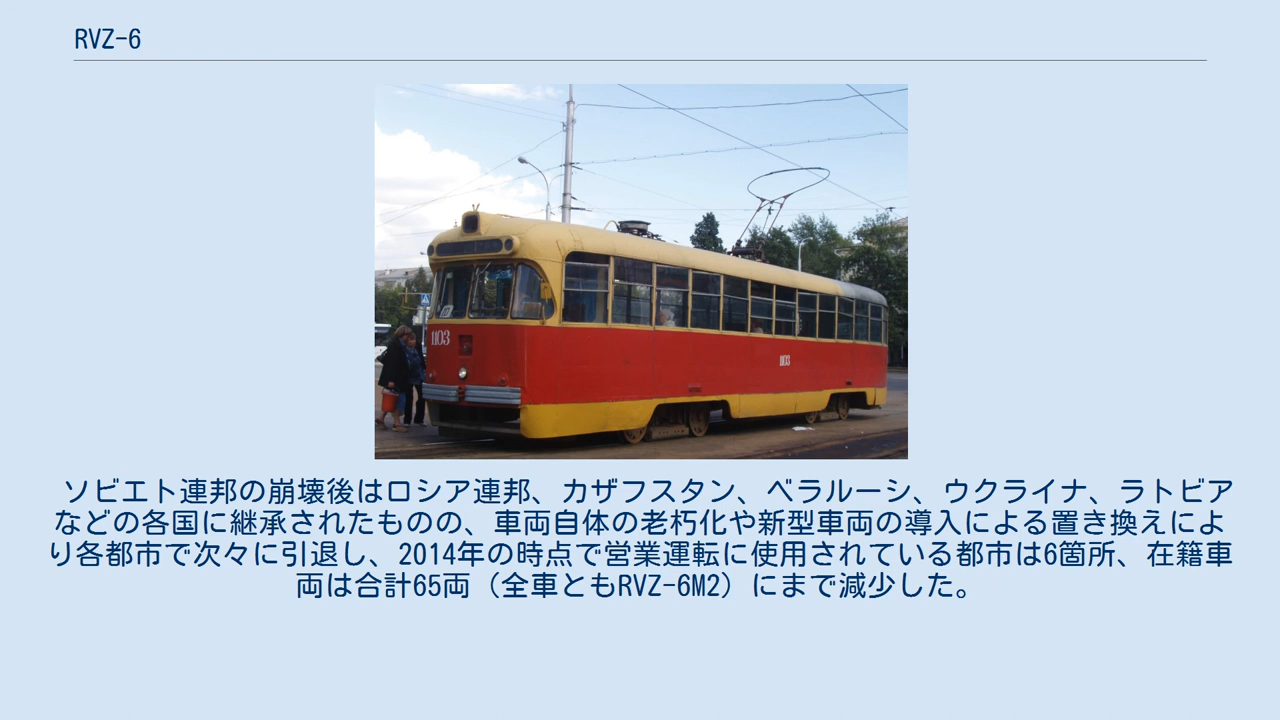 RVZ-6
1103
1103
ソビエト連邦の崩壊後はロシア連邦、カザフスタン、ベラルーシ、ウクライナ、ラトビア
などの各国に継承されたものの、車両自体の老朽化や新型車両の導入による置き換えによ
り各都市で次々に引退し、2014年の時点で営業運転に使用されている都市は6箇所、在籍車
両は合計65両（全車ともRVZ-6M2）にまで減少した。